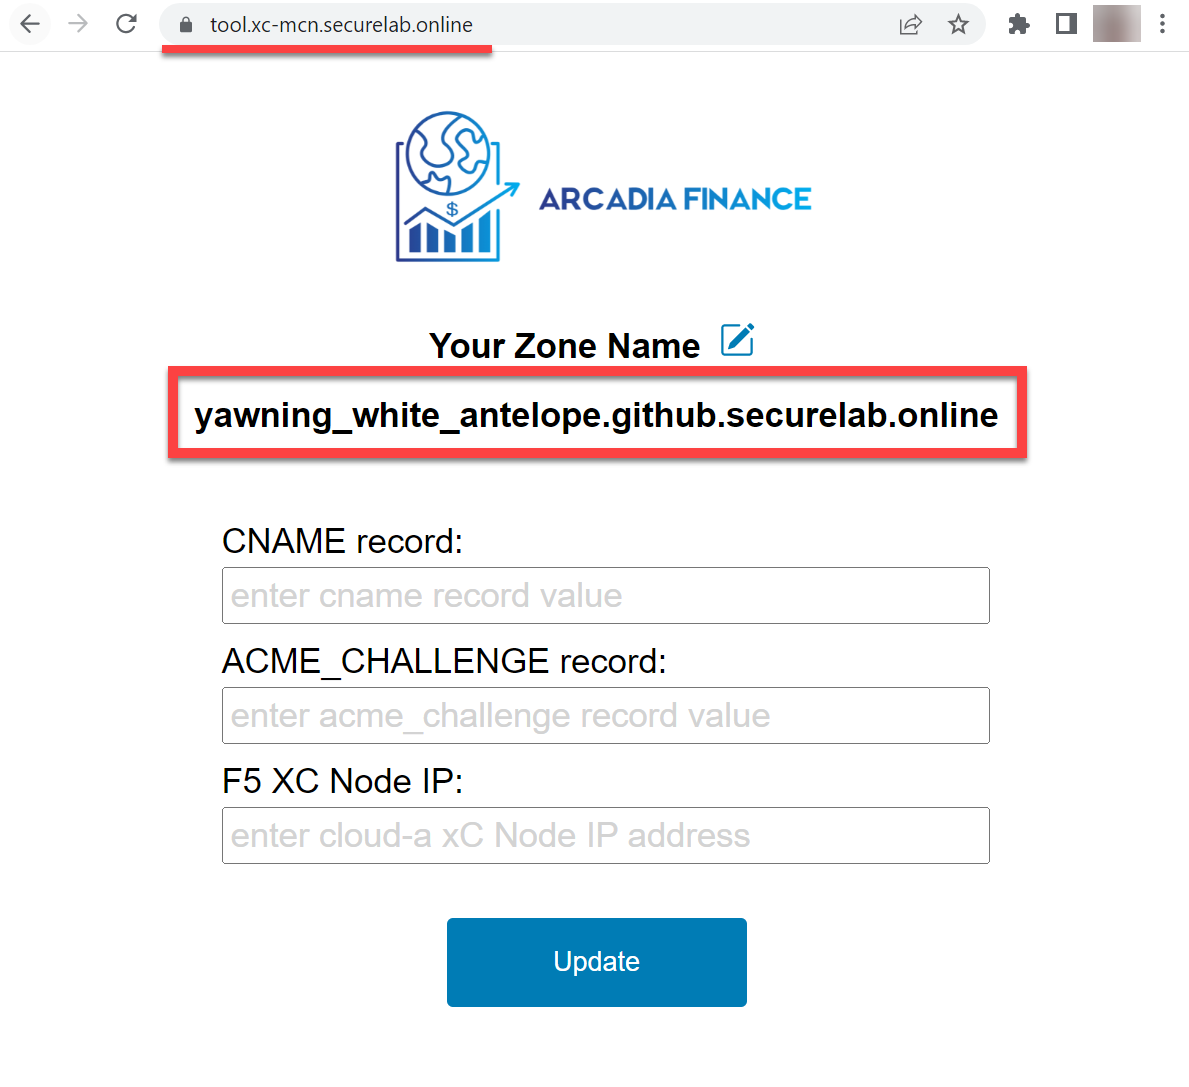 tool.xc-mcn.securelab.online
$
ARCADIA FINANCE
Your Zone Name
yawning_white_antelope.github.securelab.online
CNAME record:
enter cname record value
ACME_CHALLENGE record:
enter acme_challenge record value
F5 XC Node IP:
enter cloud-a xC Node IP address
Update